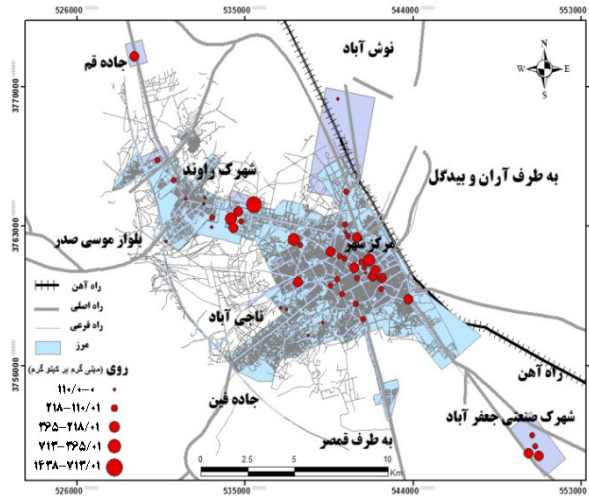 526000 535000 544000 553000
نوش آباد
جاده قم
N
W E
S
3770000
3770000
شهرک راوند
به طرف آران و بیدگل
3763000
3763000
بلوار موسی صدر
مرکز شهر
راه آهن
راه اصلی
راه فرعی
مرز
ناجی آباد
3756000
3756000
راه آهن
روی (میلی گرم بر کیلو گرم)
۱۱۰/۰-۰
۲۱۸-۱۱۰/۰۱
۳۶۵-۲۱۸/۰۱
۷۱۳-۳۶۵/۰۱
۱۴۳۸-۷۱۳/۰۱
جاده فین
شهرک صنعتی جعفر آباد
به طرف قمصر
0 2.5 5 10
Km
526000 535000 544000 553000